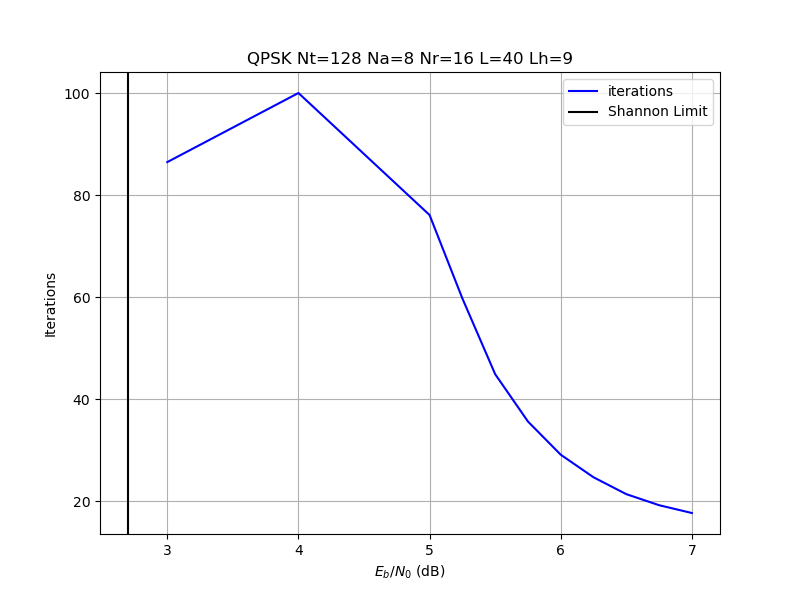 QPSK Nt=128 Na=8 Nr=16 L=40 Lh=9
iterations
Shannon Limit
100
80
60
40
20
Iterations
3 4 5 6 7
E_b/N_0 (dB)